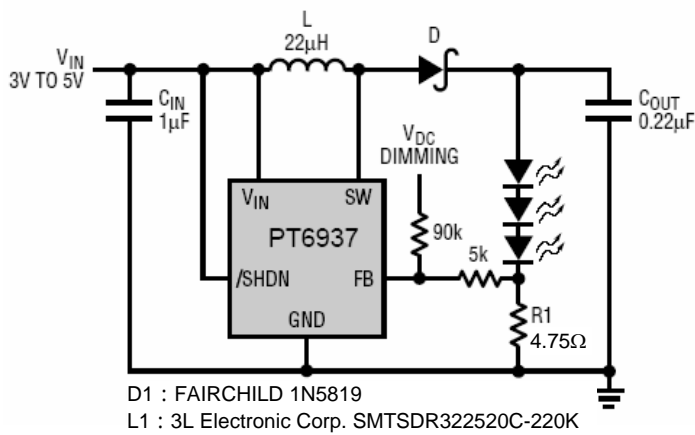 L
22μH
D
VIN
3V TO 5V
CIN
1μF
COUT
0.22μF
VDC
DIMMING
VIN
SW
90k
PT6937
5k
/SHDN
FB
GND
R1
4.75Ω
D1：FAIRCHILD 1N5819
L1：3L Electronic Corp. SMTSDR322520C-220K